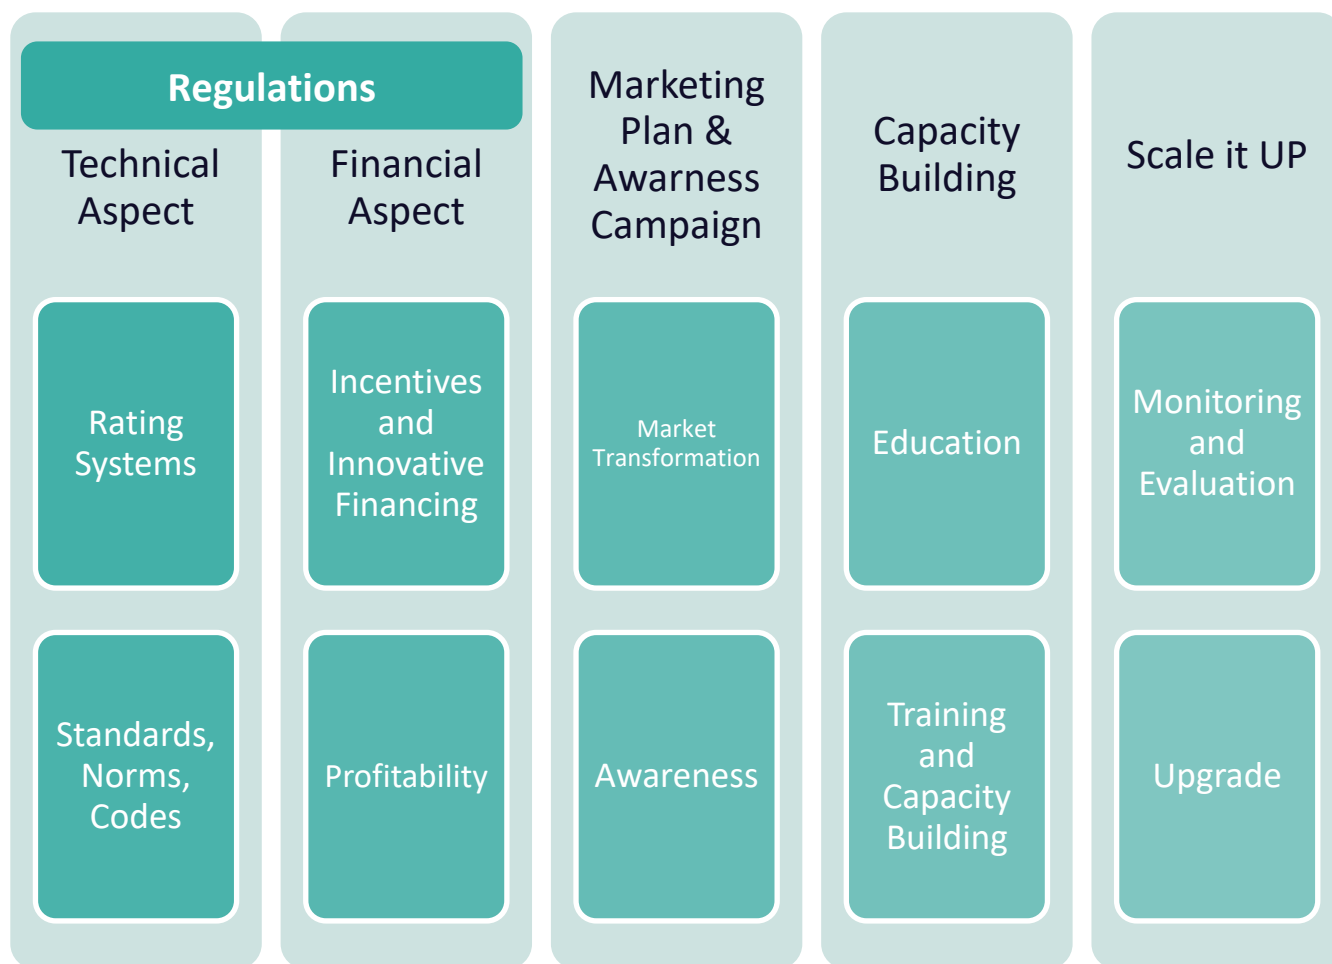 Regulations
Technical
Aspect
Financial
Aspect
Marketing
Plan &
Awarness
Campaign
Capacity
Building
Scale it UP
Rating
Systems
Incentives
and
Innovative
Financing
Market
Transformation
Education
Monitoring
and
Evaluation
Standards,
Norms,
Codes
Profitability
Awareness
Training
and
Capacity
Building
Upgrade